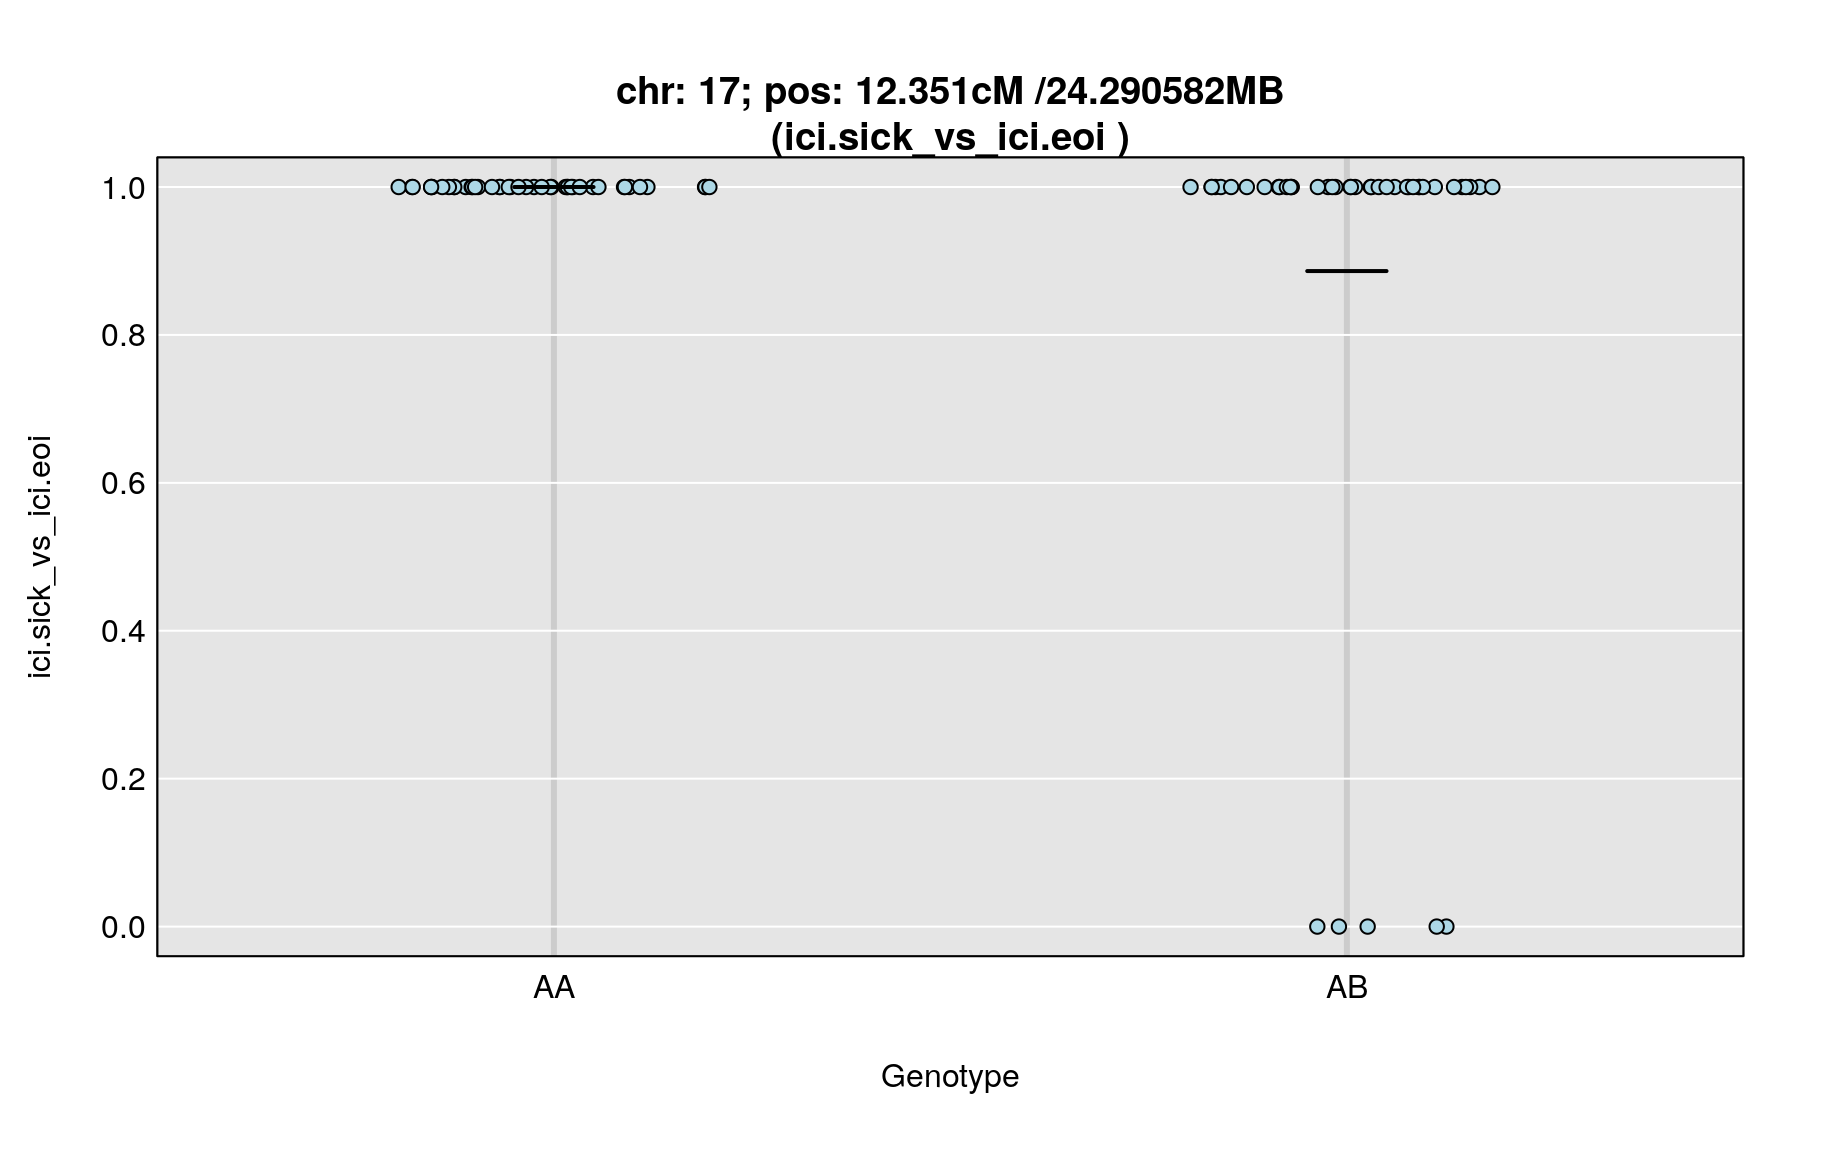 chr: 17; pos: 12.351cM /24.290582MB
(ici.sick_vs_ici.eoi )
ici.sick_vs_ici.eoi
1.0
0.8
0.6
0.4
0.2
0.0
AA
AB
Genotype